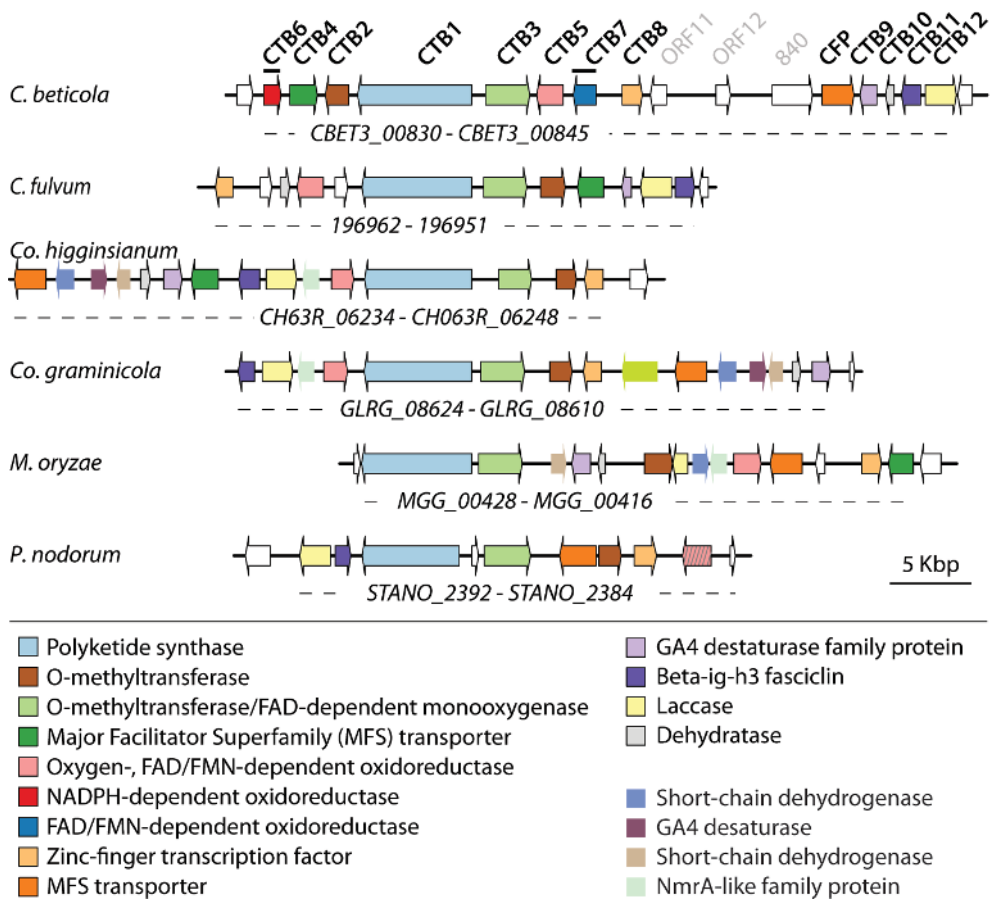 CTB6 CTB4 CTB2 CTB1 CTB3 CTB5 CTB7 CTB8 ORF11 ORF12 840 CFP CTB9 CTB10 CTB11 CTB12
C. beticola
CBET3_00830 - CBET3_00845
C. fulvum
196962 - 196951
Co. higginsianum
CH63R_06234 - CH063R_06248
Co. graminicola
GLRG_08624 - GLRG_08610
M. oryzae
MGG_00428 - MGG_00416
P. nodorum
5 Kbp
STANO_2392 - STANO_2384
Polyketide synthase
O-methyltransferase
O-methyltransferase/FAD-dependent monooxygenase
Major Facilitator Superfamily (MFS) transporter
Oxygen-, FAD/FMN-dependent oxidoreductase
NADPH-dependent oxidoreductase
FAD/FMN-dependent oxidoreductase
Zinc-finger transcription factor
MFS transporter
GA4 destaturase family protein
Beta-ig-h3 fasciclin
Laccase
Dehydratase
Short-chain dehydrogenase
GA4 desaturase
Short-chain dehydrogenase
NmrA-like family protein